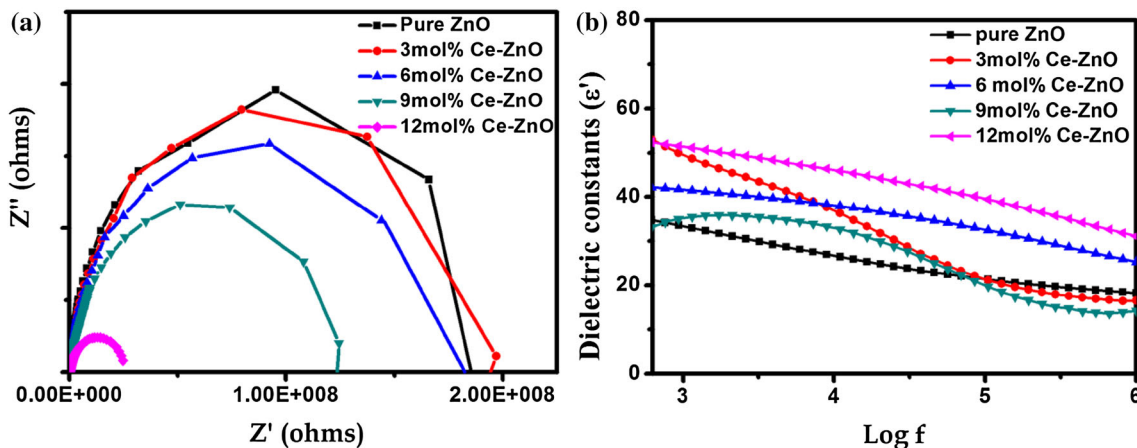 (a)
Pure ZnO
3mol% Ce-ZnO
6mol% Ce-ZnO
9mol% Ce-ZnO
12mol% Ce-ZnO
Z'' (ohms)
0.00E+000
1.00E+008
2.00E+008
Z' (ohms)
(b)
pure ZnO
3mol% Ce-ZnO
6 mol% Ce-ZnO
9mol% Ce-ZnO
12mol% Ce-ZnO
Dielectric constants (ε')
80
60
40
20
0
3
4
5
6
Log f